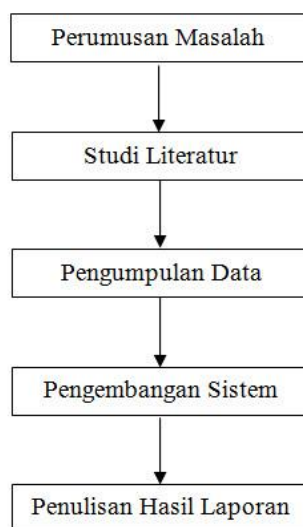 Perumusan Masalah
Studi Literatur
Pengumpulan Data
Pengembangan Sistem
Penulisan Hasil Laporan